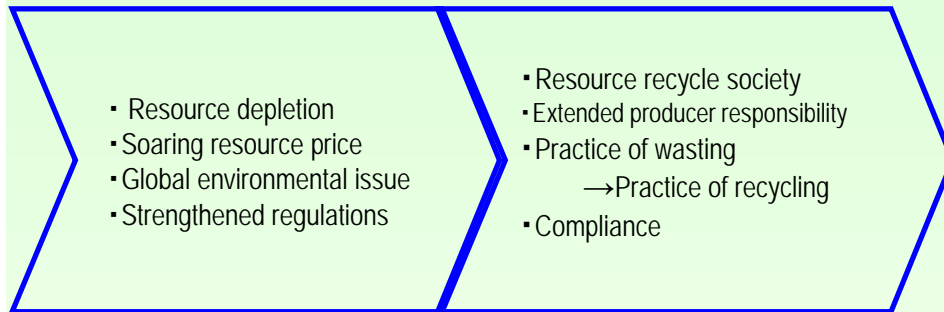 ▪ Resource depletion
▪Soaring resource price
▪Global environmental issue
▪Strengthened regulations
▪Resource recycle society
▪Extended producer responsibility
▪Practice of wasting
→Practice of recycling
▪Compliance